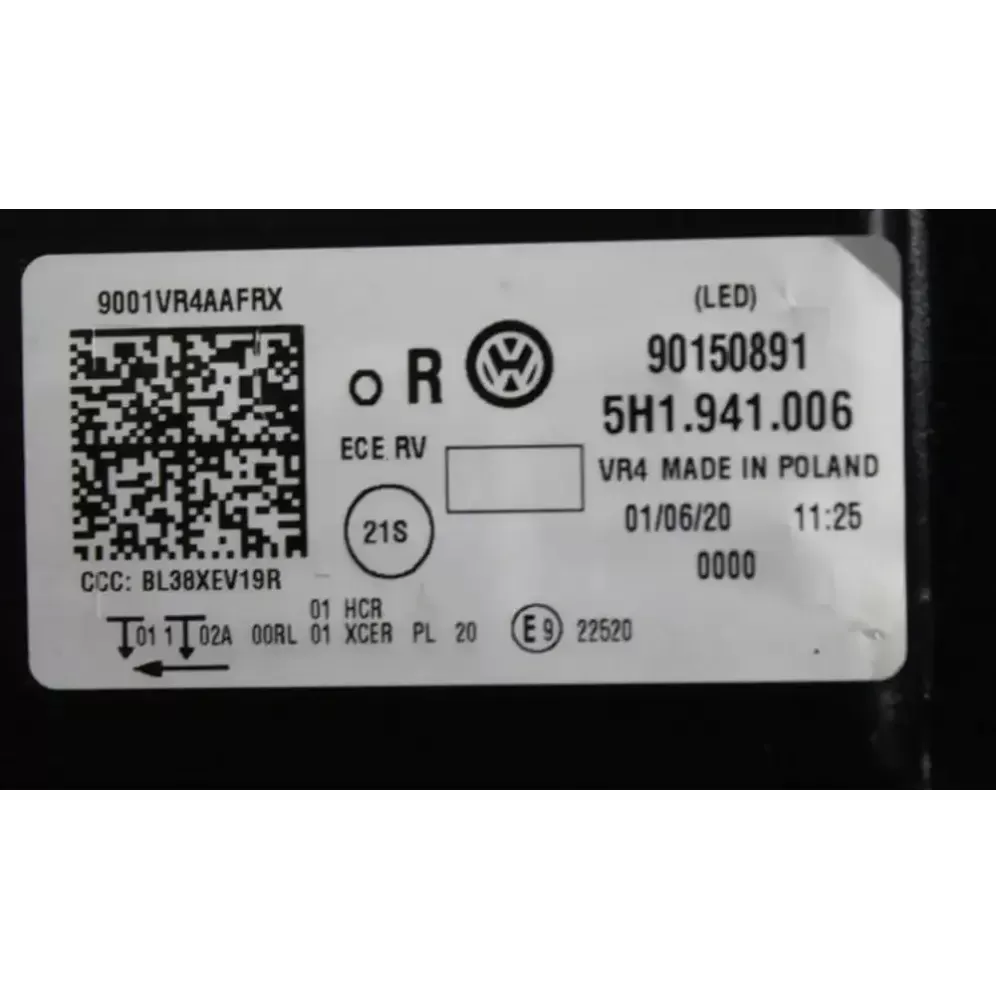 9001VR4AAFRX
(LED)
90150891
O R
5H1.941.006
ECE RV
VR4 MADE IN POLAND
21S
01/06/20 11:25
0000
CCC: BL38XEV19R
01 HCR
01 1 02A 00RL 01 XCER PL 20 E9 22520